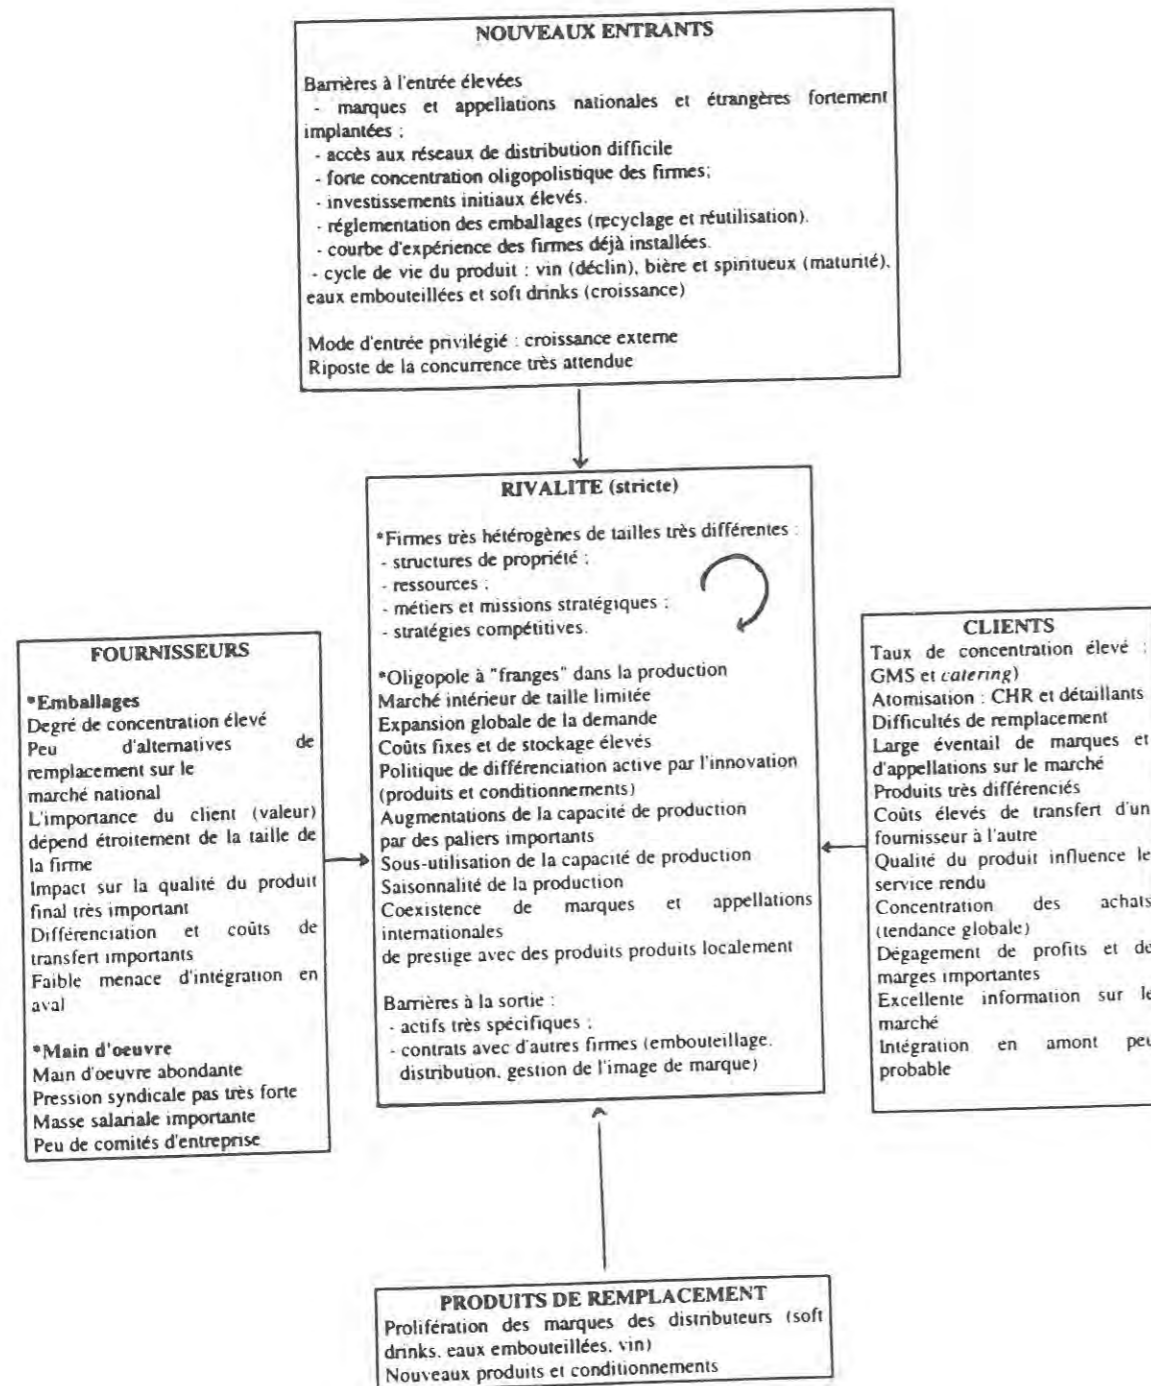 NOUVEAUX ENTRANTS
Barrières à l'entrée élevées
- marques et appellations nationales et étrangères fortement
implantées ;
- accès aux réseaux de distribution difficile
- forte concentration oligopolistique des firmes;
- investissements initiaux élevés.
- réglementation des emballages (recyclage et réutilisation).
- courbe d'expérience des firmes déjà installées.
- cycle de vie du produit : vin (déclin), bière et spiritueux (maturité),
eaux embouteillées et soft drinks (croissance)
Mode d'entrée privilégié : croissance externe
Riposte de la concurrence très attendue
RIVALITE (stricte)
*Firmes très hétérogènes de tailles très différentes :
- structures de propriété ;
- ressources ;
- métiers et missions stratégiques ;
- stratégies compétitives.
*Oligopole à "franges" dans la production
Marché intérieur de taille limitée
Expansion globale de la demande
Coûts fixes et de stockage élevés
Politique de différenciation active par l'innovation
(produits et conditionnements)
Augmentations de la capacité de production
par des paliers importants
Sous-utilisation de la capacité de production
Saisonnalité de la production
Coexistence de marques et appellations
internationales
de prestige avec des produits produits localement
Barrières à la sortie :
- actifs très spécifiques ;
- contrats avec d'autres firmes (embouteillage,
distribution, gestion de l'image de marque)
FOURNISSEURS
*Emballages
Degré de concentration élevé
Peu d'alternatives de
remplacement sur le
marché national
L'importance du client (valeur)
dépend étroitement de la taille de
la firme
Impact sur la qualité du produit
final très important
Différenciation et coûts de
transfert importants
Faible menace d'intégration en
aval
*Main d'oeuvre
Main d'oeuvre abondante
Pression syndicale pas très forte
Masse salariale importante
Peu de comités d'entreprise
CLIENTS
Taux de concentration élevé :
GMS et catering)
Atomisation : CHR et détaillants
Difficultés de remplacement
Large éventail de marques et
d'appellations sur le marché
Produits très différenciés
Coûts élevés de transfert d'un
fournisseur à l'autre
Qualité du produit influence le
service rendu
Concentration des achats
(tendance globale)
Dégagement de profits et de
marges importantes
Excellente information sur le
marché
Intégration en amont peu
probable
PRODUITS DE REMPLACEMENT
Prolifération des marques des distributeurs (soft
drinks, eaux embouteillées, vin)
Nouveaux produits et conditionnements